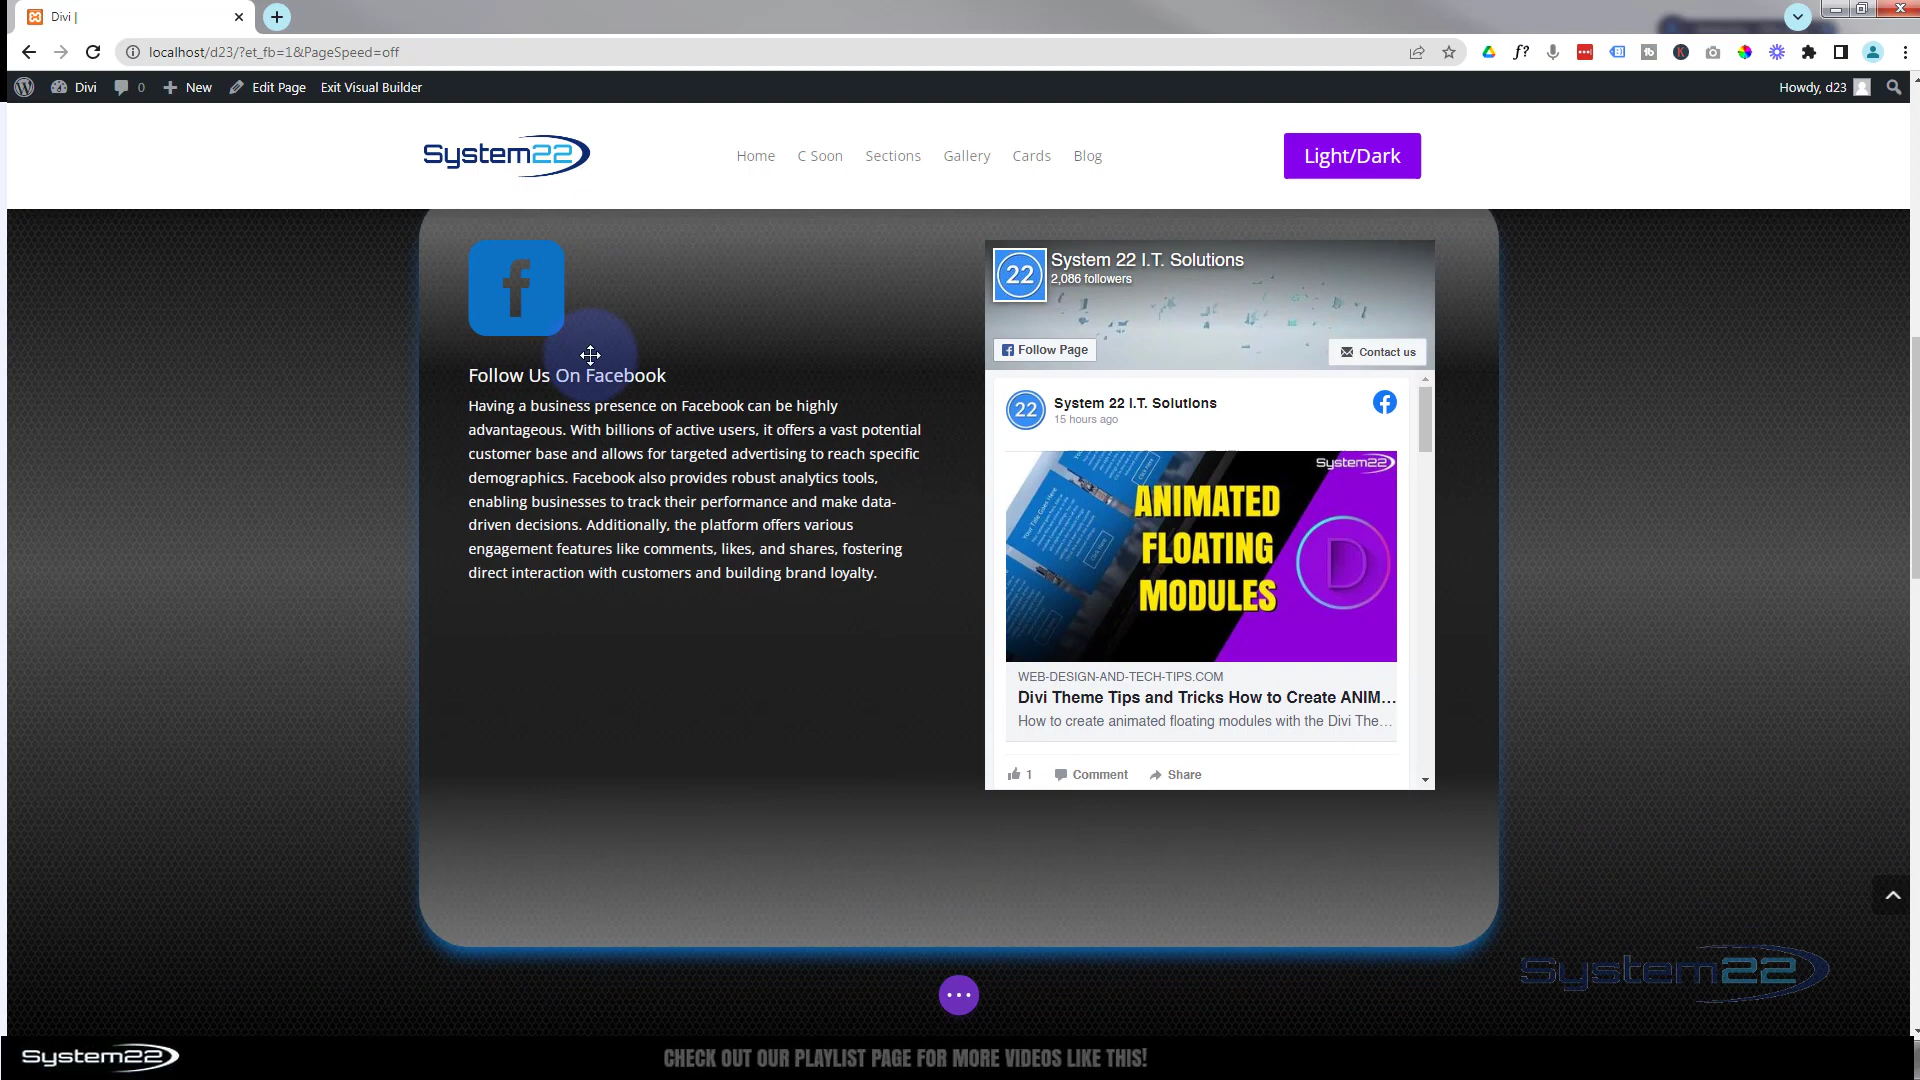 Divi |
localhost/d23/?et_fb=1&PageSpeed=off
Divi 0 New Edit Page Exit Visual Builder Howdy, d23
System22
Home C Soon Sections Gallery Cards Blog
Light/Dark
Follow Us On Facebook
Having a business presence on Facebook can be highly
advantageous. With billions of active users, it offers a vast potential
customer base and allows for targeted advertising to reach specific
demographics. Facebook also provides robust analytics tools,
enabling businesses to track their performance and make data-
driven decisions. Additionally, the platform offers various
engagement features like comments, likes, and shares, fostering
direct interaction with customers and building brand loyalty.
22
System 22 I.T. Solutions
2,086 followers
Follow Page
Contact us
22
System 22 I.T. Solutions
15 hours ago
System22
ANIMATED
FLOATING
MODULES
D
WEB-DESIGN-AND-TECH-TIPS.COM
Divi Theme Tips and Tricks How to Create ANIM...
How to create animated floating modules with the Divi The...
1 Comment Share
System22
System22
CHECK OUT OUR PLAYLIST PAGE FOR MORE VIDEOS LIKE THIS!